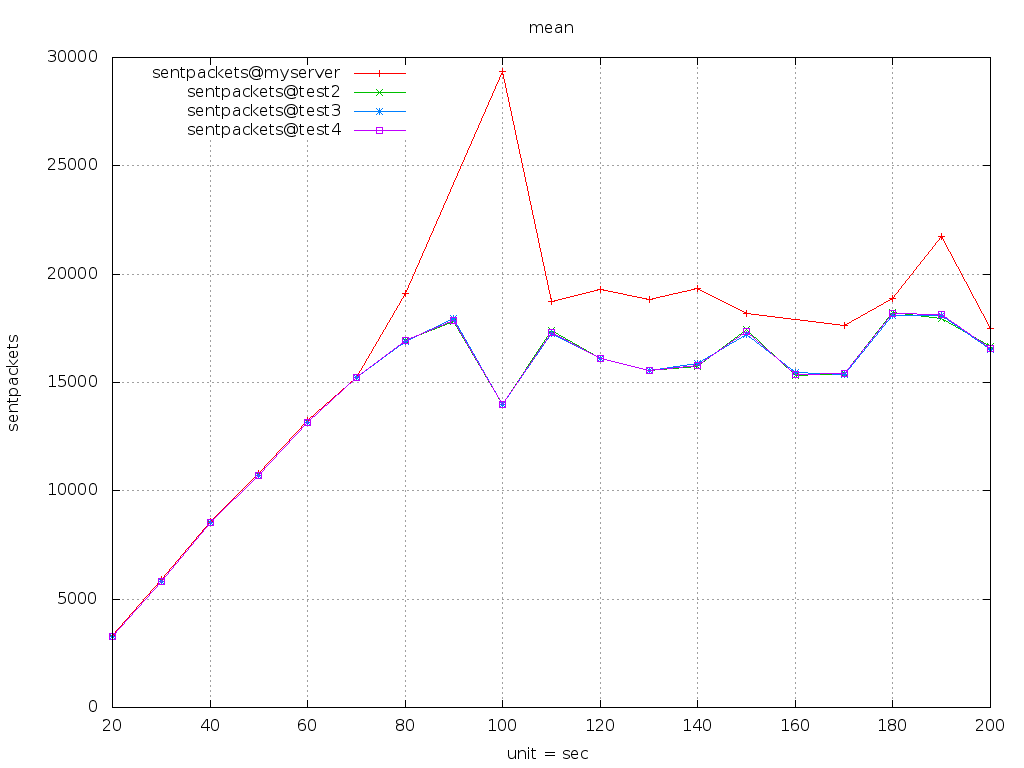 mean
30000
25000
20000
15000
10000
5000
0
sentpackets
sentpackets@myserver
sentpackets@test2
sentpackets@test3
sentpackets@test4
20 40 60 80 100 120 140 160 180 200
unit = sec